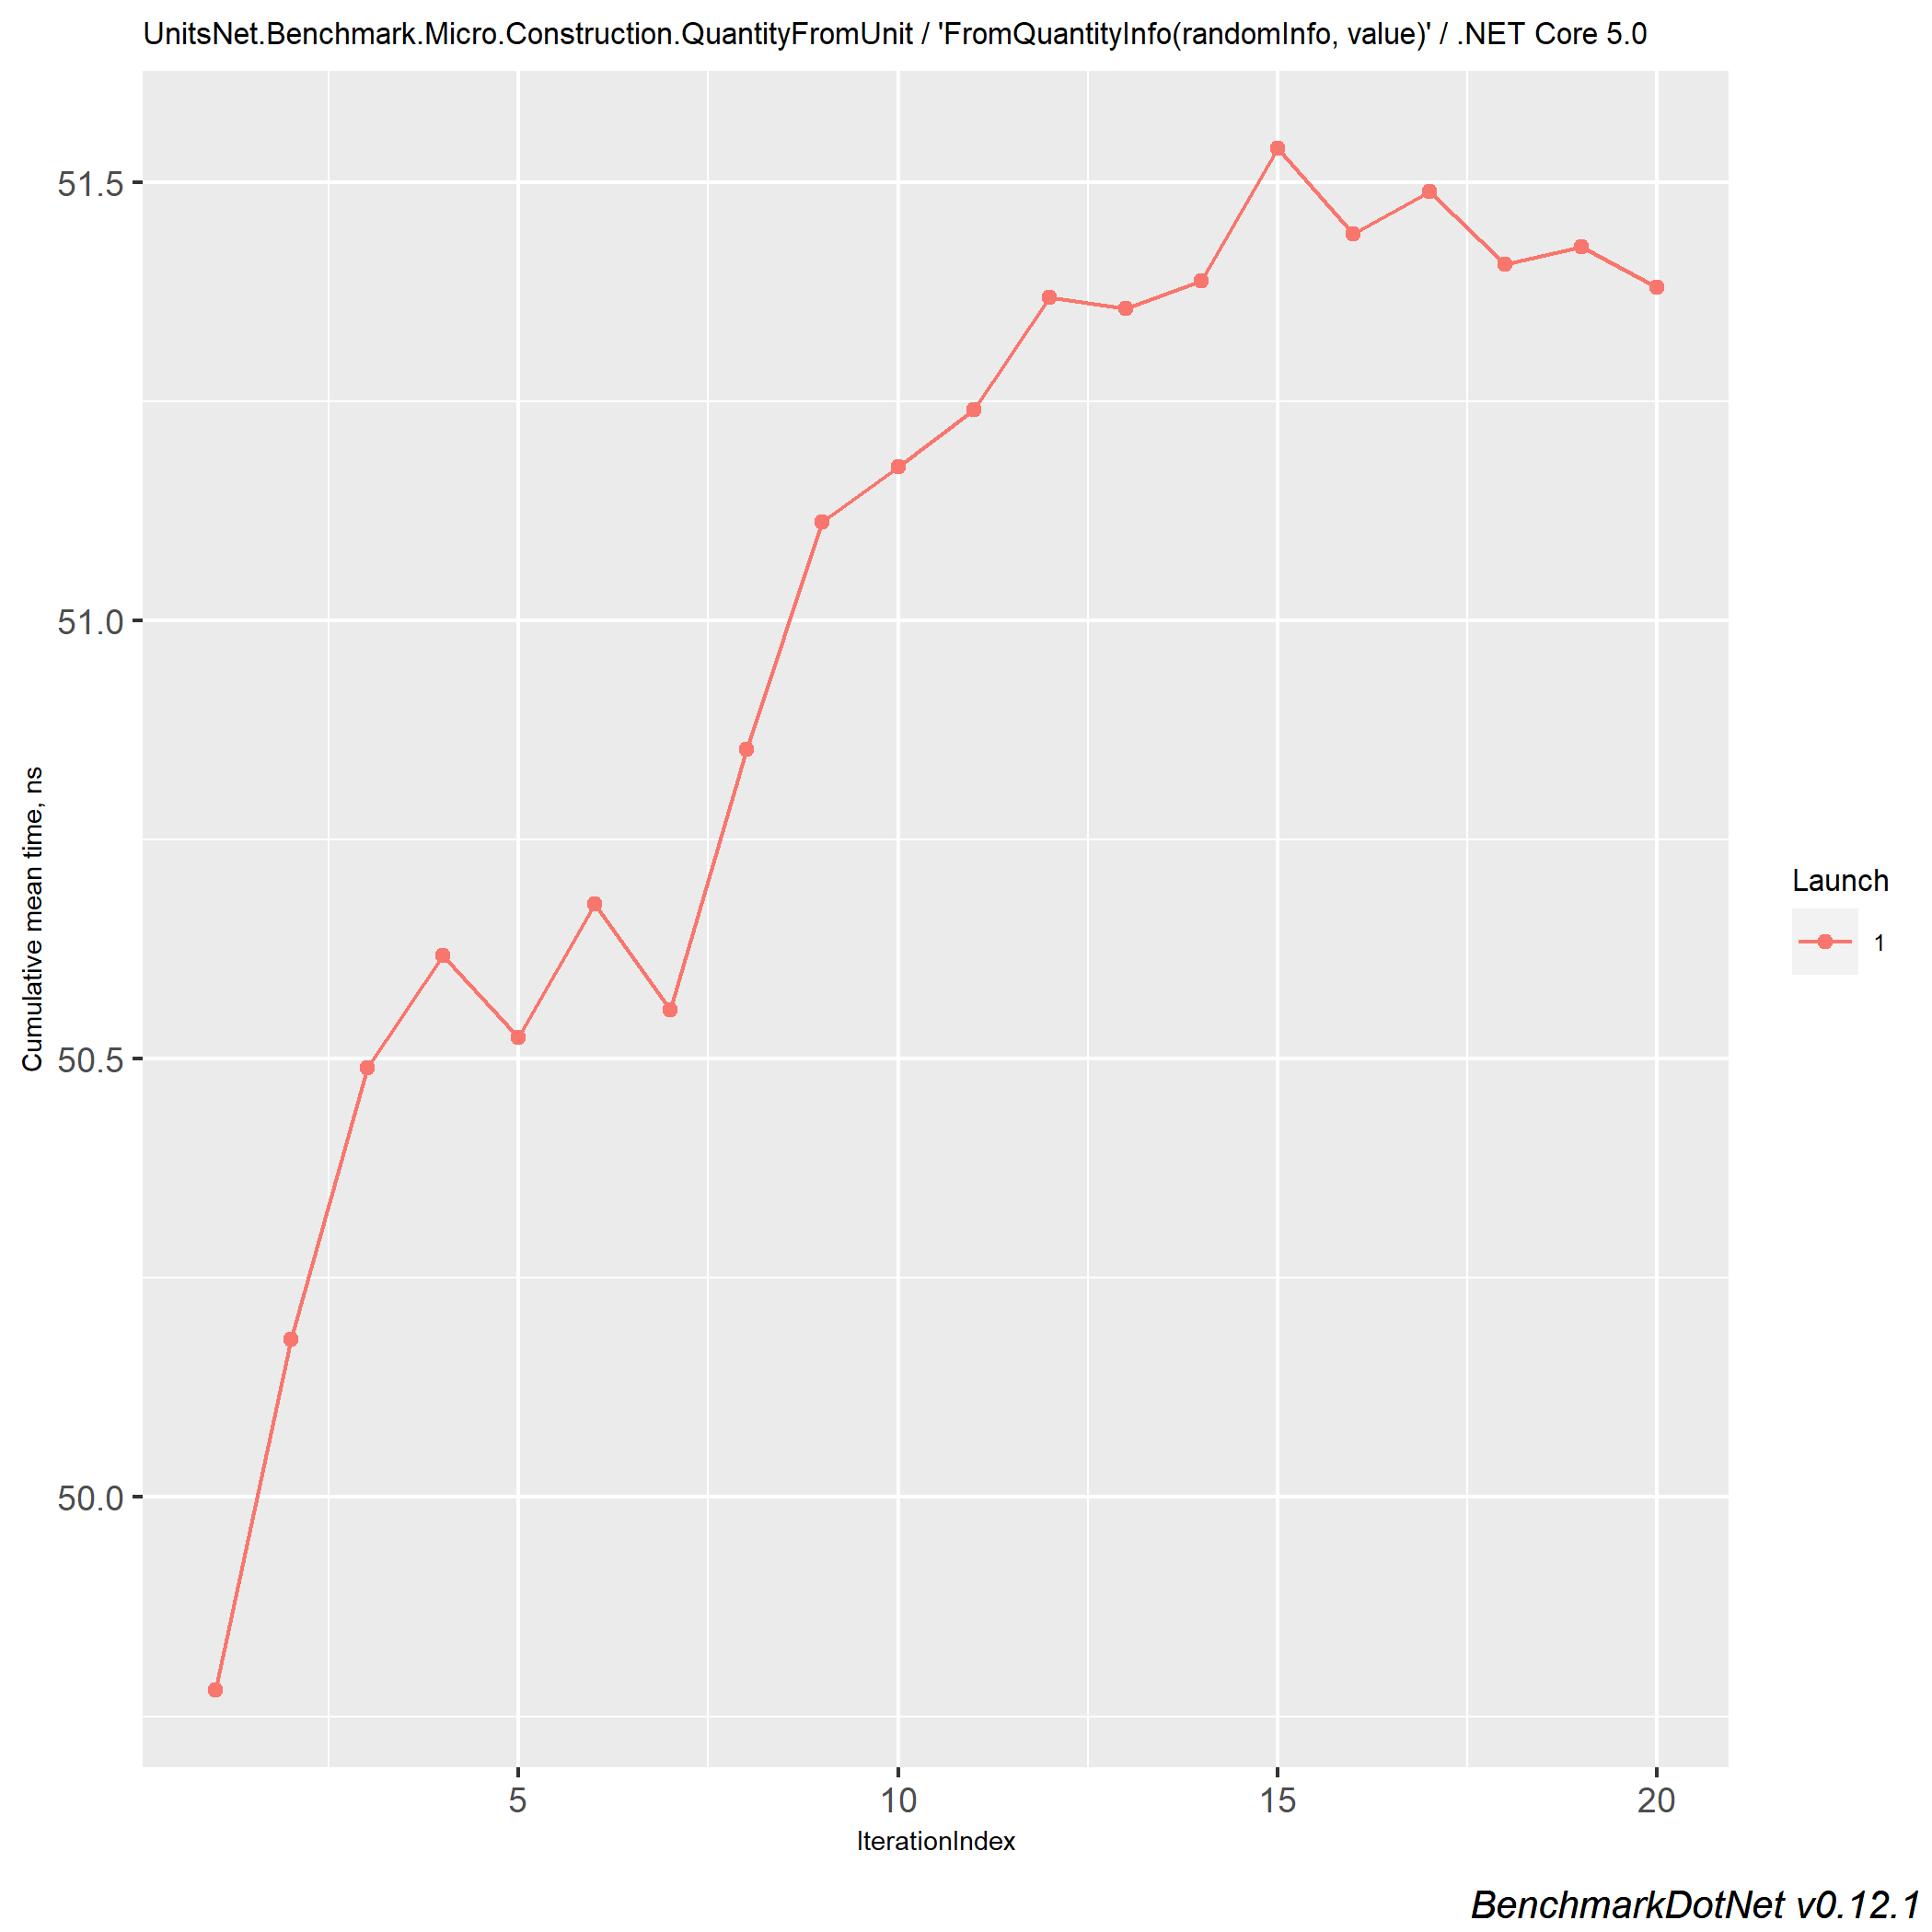 UnitsNet.Benchmark.Micro.Construction.QuantityFromUnit / 'FromQuantityInfo(randomInfo, value)' / .NET Core 5.0
51.5
51.0
50.5
50.0
Cumulative mean time, ns
5 10 15 20
IterationIndex
Launch
1
BenchmarkDotNet v0.12.1